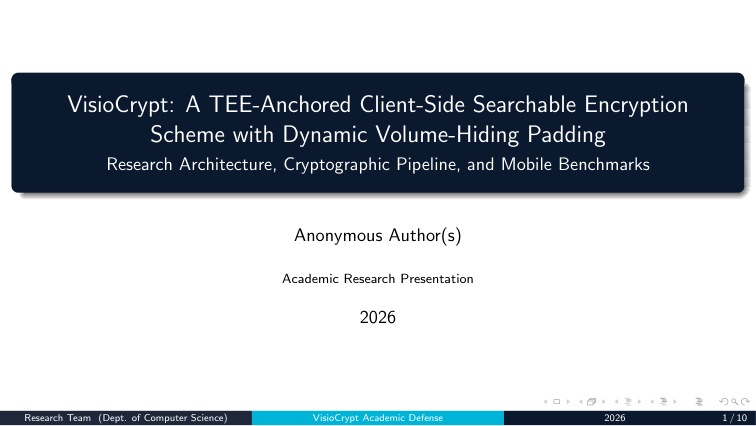 VisioCrypt: A TEE-Anchored Client-Side Searchable Encryption
Scheme with Dynamic Volume-Hiding Padding
Research Architecture, Cryptographic Pipeline, and Mobile Benchmarks
Anonymous Author(s)
Academic Research Presentation
2026
Research Team (Dept. of Computer Science) VisioCrypt Academic Defense 2026 1 / 10